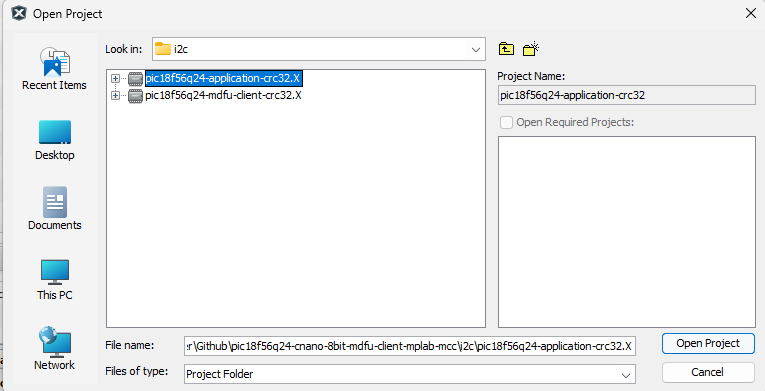 Open Project
Look in:
i2c
Recent Items
Desktop
Documents
This PC
Network
pic18f56q24-application-crc32.X
pic18f56q24-mdfu-client-crc32.X
Project Name:
pic18f56q24-application-crc32
Open Required Projects:
File name:
r\Github\pic18f56q24-cnano-8bit-mdfu-client-mplab-mcc\i2c\pic18f56q24-application-crc32.X
Files of type:
Project Folder
Open Project
Cancel